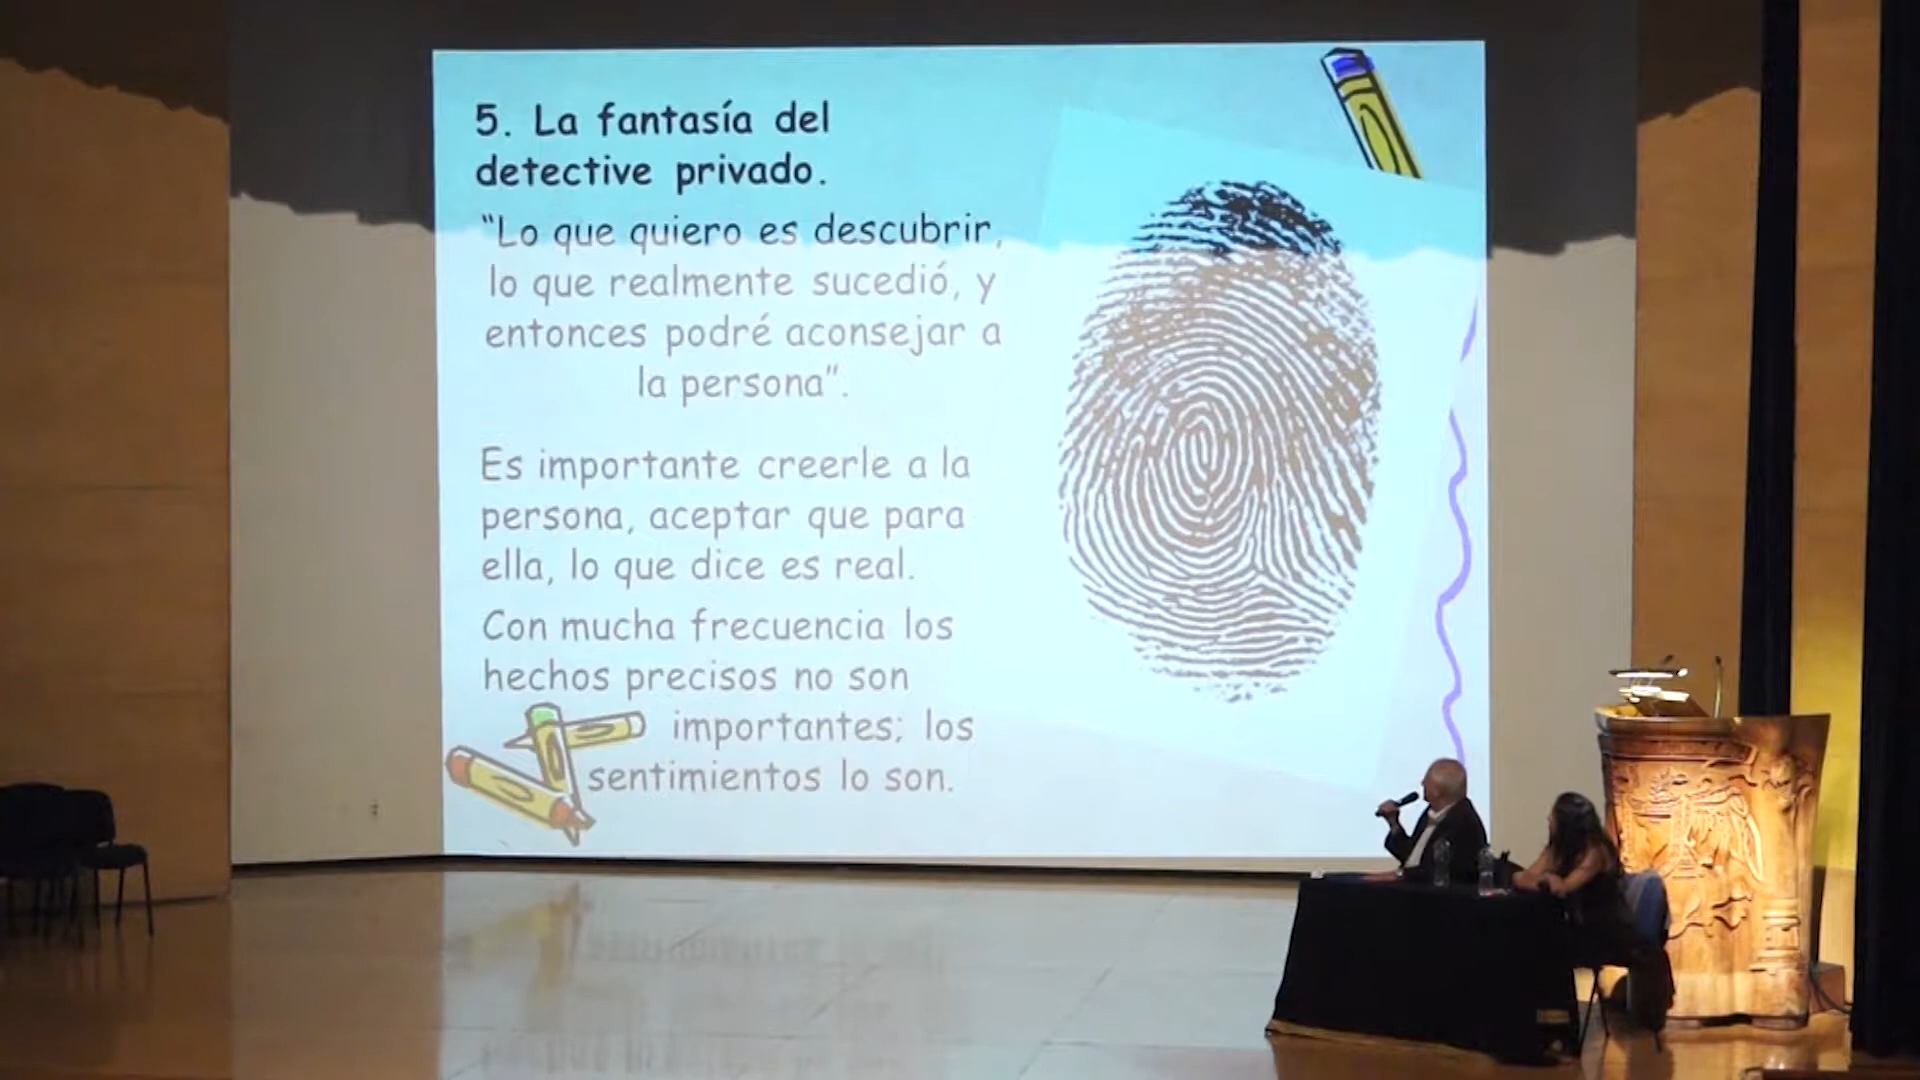 5. La fantasía del
detective privado.
“Lo que quiero es descubrir,
lo que realmente sucedió, y
entonces podré aconsejar a
la persona”.
Es importante creerle a la
persona, aceptar que para
ella, lo que dice es real.
Con mucha frecuencia los
hechos precisos no son
importantes; los
sentimientos lo son.